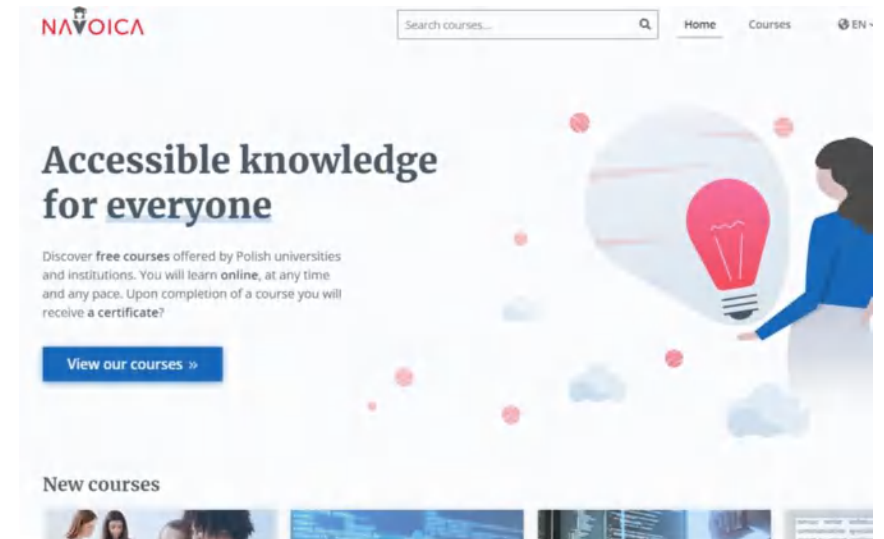 NAVOICA
Search courses...
Home
Courses
EN
Accessible knowledge
for everyone
Discover free courses offered by Polish universities
and institutions. You will learn online, at any time
and any pace. Upon completion of a course you will
receive a certificate?
View our courses »
New courses